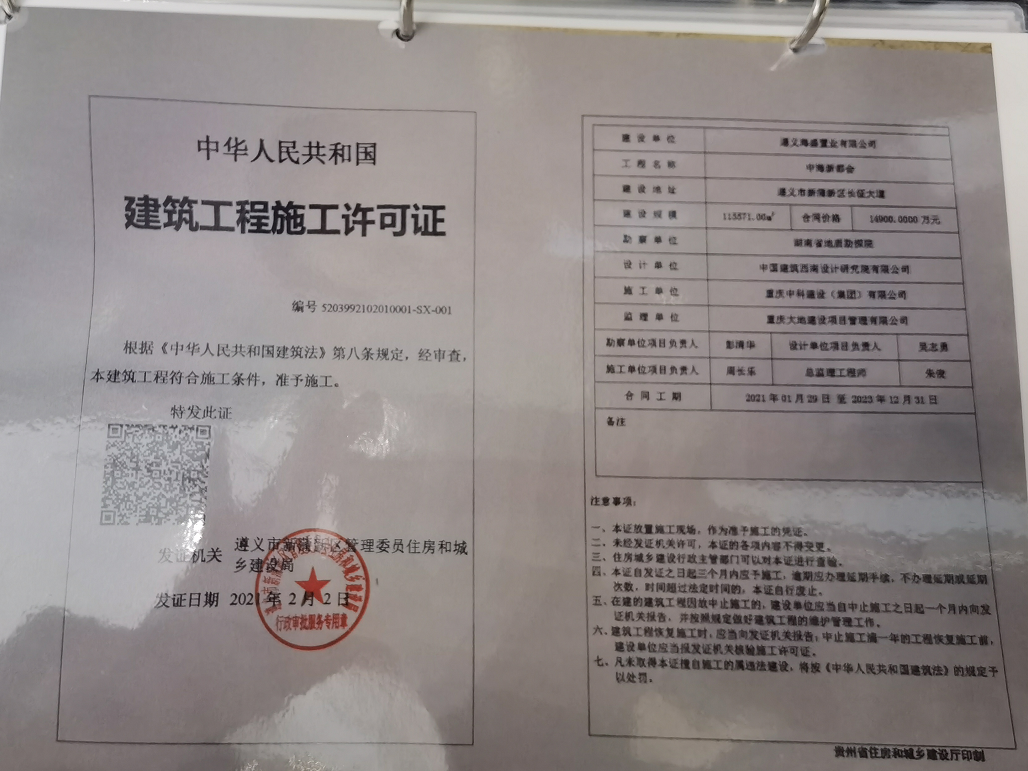 中华人民共和国
建筑工程施工许可证
编号 5203992102010001-SX-001
根据《中华人民共和国建筑法》第八条规定，经审查，
本建筑工程符合施工条件，准予施工。
特发此证
发证机关 遵义市新蒲新区管理委员住房和城
乡建设局
发证日期 2021 年 2 月 2 日
行政审批服务专用章
建设单位 遵义海盛置业有限公司
工程名称 中海新都会
建设地址 遵义市新蒲新区长征大道
建设规模 115571.00㎡ 合同价格 14900.0000 万元
勘察单位 湖南省地质勘探院
设计单位 中国建筑西南设计研究院有限公司
施工单位 重庆中科建设（集团）有限公司
监理单位 重庆大地建设项目管理有限公司
勘察单位项目负责人 彭清华 设计单位项目负责人 吴志勇
施工单位项目负责人 周长乐 总监理工程师 朱俊
合同工期 2021 年 01 月 29 日 至 2023 年 12 月 31 日
备注
注意事项：
一、本证放置施工现场，作为准予施工的凭证。
二、未经发证机关许可，本证的各项内容不得变更。
三、住房城乡建设行政主管部门可以对本证进行查验。
四、本证自发证之日起三个月内应予施工，逾期应办理延期手续，不办理延期或延期
次数，时间超过法定时间的，本证自行废止。
五、在建的建筑工程因故中止施工的，建设单位应当自中止施工之日起一个月内向发
证机关报告，并按照规定做好建筑工程的维护管理工作。
六、建筑工程恢复施工时，应当向发证机关报告；中止施工满一年的工程恢复施工前，
建设单位应当报发证机关核验施工许可证。
七、凡未取得本证擅自施工的属违法建设，将按《中华人民共和国建筑法》的规定予
以处罚。
贵州省住房和城乡建设厅印制